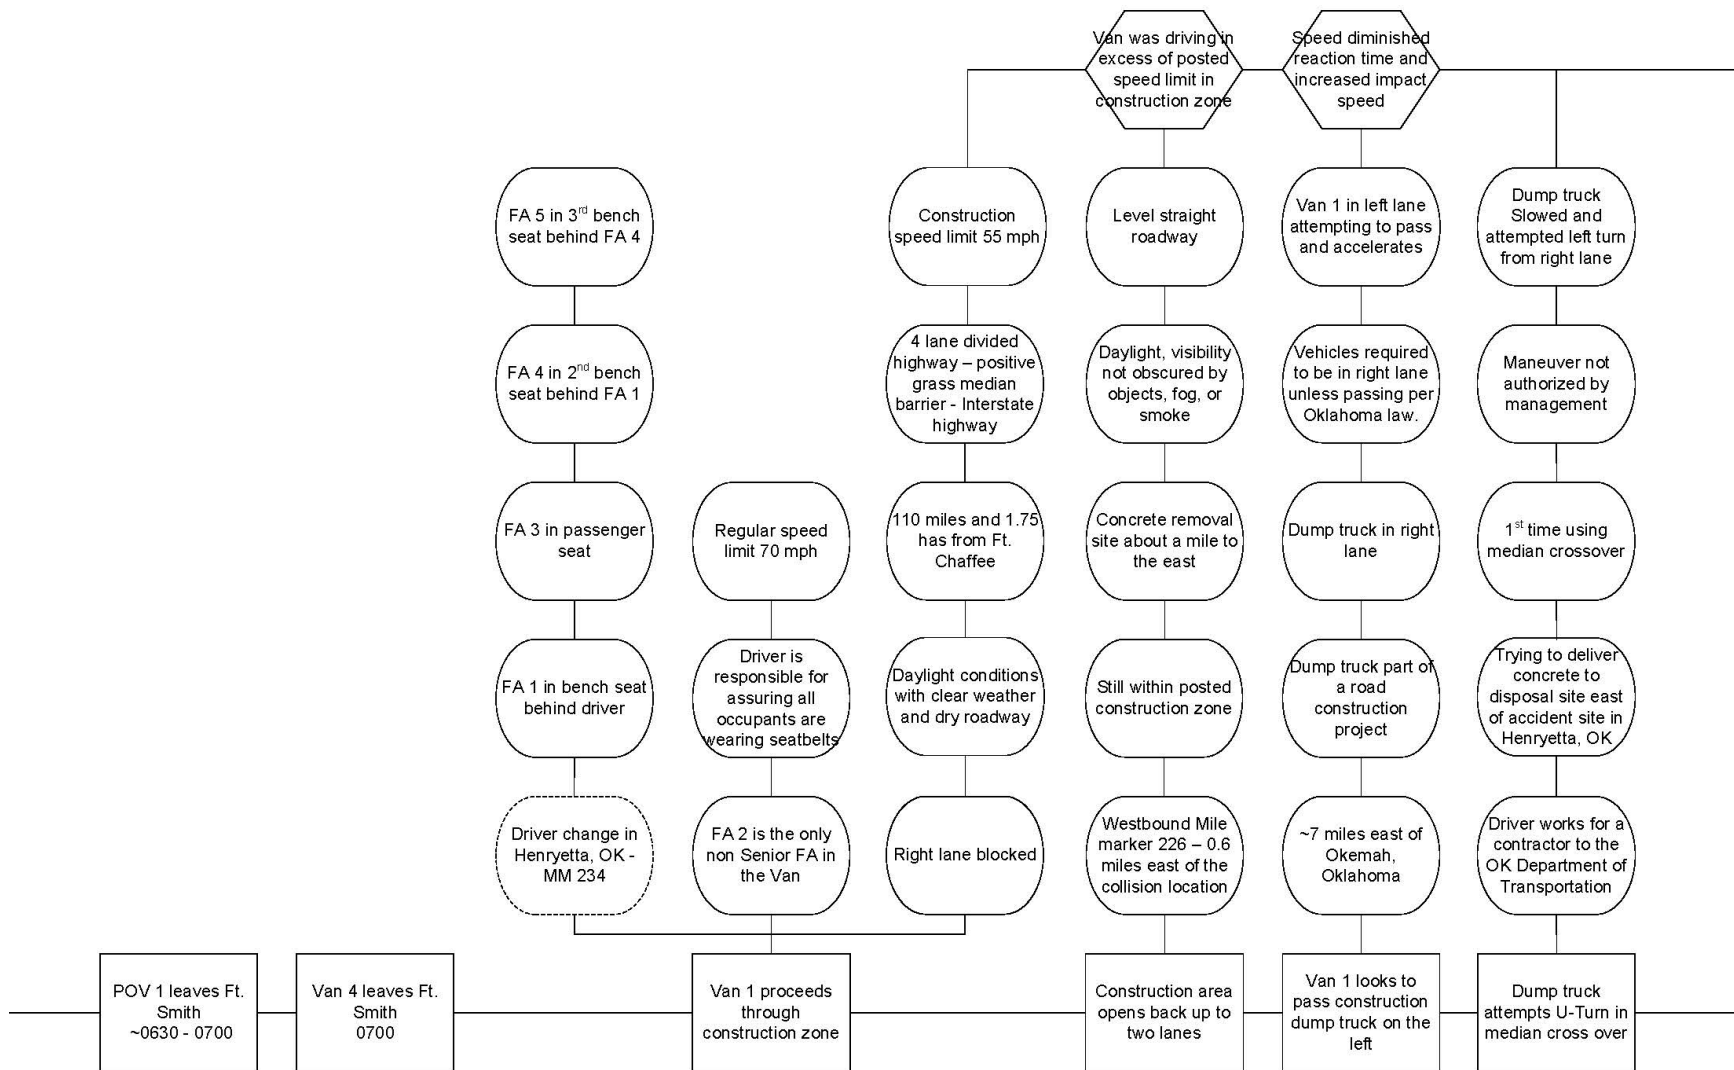 Van was driving in
excess of posted
speed limit in
construction zone
Speed diminished
reaction time and
increased impact
speed
FA 5 in 3rd bench
seat behind FA 4
Construction
speed limit 55 mph
Level straight
roadway
Van 1 in left lane
attempting to pass
and accelerates
Dump truck
Slowed and
attempted left turn
from right lane
FA 4 in 2nd bench
seat behind FA 1
4 lane divided
highway – positive
grass median
barrier - Interstate
highway
Daylight, visibility
not obscured by
objects, fog, or
smoke
Vehicles required
to be in right lane
unless passing per
Oklahoma law.
Maneuver not
authorized by
management
FA 3 in passenger
seat
Regular speed
limit 70 mph
110 miles and 1.75
has from Ft.
Chaffee
Concrete removal
site about a mile to
the east
Dump truck in right
lane
1st time using
median crossover
FA 1 in bench seat
behind driver
Driver is
responsible for
assuring all
occupants are
wearing seatbelts
Daylight conditions
with clear weather
and dry roadway
Still within posted
construction zone
Dump truck part of
a road
construction
project
Trying to deliver
concrete to
disposal site east
of accident site in
Henryetta, OK
Driver change in
Henryetta, OK -
MM 234
FA 2 is the only
non Senior FA in
the Van
Right lane blocked
Westbound Mile
marker 226 – 0.6
miles east of the
collision location
~7 miles east of
Okemah,
Oklahoma
Driver works for a
contractor to the
OK Department of
Transportation
POV 1 leaves Ft.
Smith
~0630 - 0700
Van 4 leaves Ft.
Smith
0700
Van 1 proceeds
through
construction zone
Construction area
opens back up to
two lanes
Van 1 looks to
pass construction
dump truck on the
left
Dump truck
attempts U-Turn in
median cross over